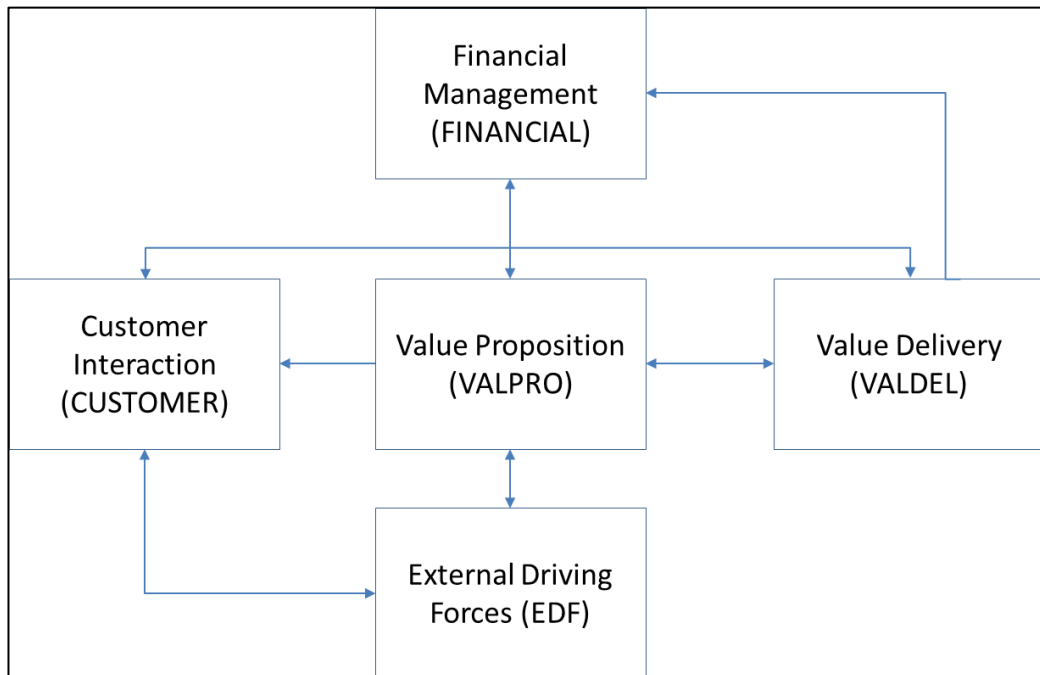 Financial
Management
(FINANCIAL)
Customer
Interaction
(CUSTOMER)
Value Proposition
(VALPRO)
Value Delivery
(VALDEL)
External Driving
Forces (EDF)